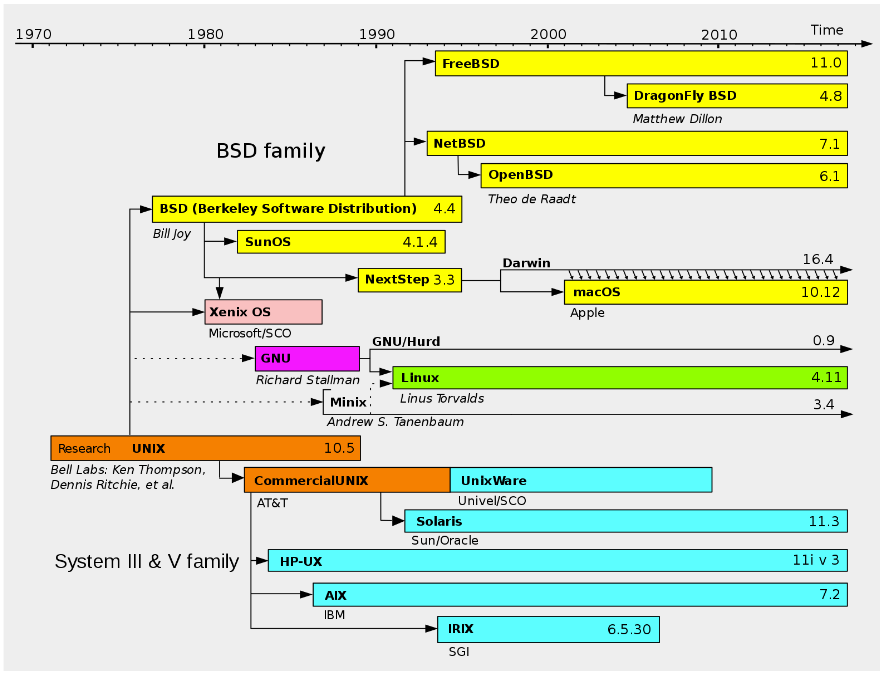 1970 1980 1990 2000 2010 Time
FreeBSD 11.0
DragonFly BSD 4.8
Matthew Dillon
NetBSD 7.1
BSD family
OpenBSD 6.1
Theo de Raadt
BSD (Berkeley Software Distribution) 4.4
Bill Joy
SunOS 4.1.4
Darwin 16.4
NextStep 3.3
macOS 10.12
Apple
Xenix OS
Microsoft/SCO
GNU/Hurd 0.9
GNU
Richard Stallman
Linux 4.11
Linus Torvalds
Minix 3.4
Andrew S. Tanenbaum
Research UNIX 10.5
Bell Labs: Ken Thompson,
Dennis Ritchie, et al.
CommercialUNIX UnixWare
AT&T Univel/SCO
Solaris 11.3
Sun/Oracle
System III & V family
HP-UX 11i v 3
AIX 7.2
IBM
IRIX 6.5.30
SGI